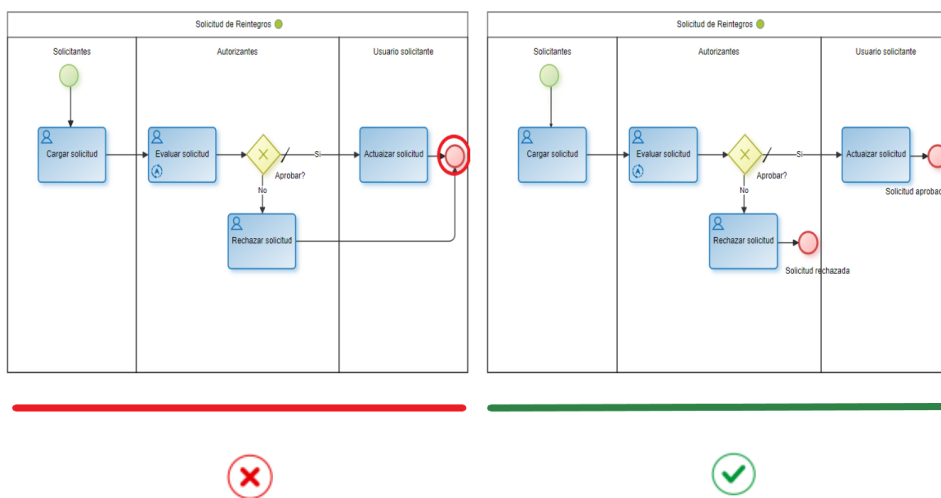 Solicitud de Reintegros
Solicitantes
Autorizantes
Usuario solicitante
Cargar solicitud
Evaluar solicitud
Si
Actuaizar solicitud
Aprobar?
No
Rechazar solicitud
Solicitud de Reintegros
Solicitantes
Autorizantes
Usuario solicitante
Cargar solicitud
Evaluar solicitud
Si
Actuaizar solicitud
Aprobar?
Solicitud aprobad
No
Rechazar solicitud
Solicitud rechazada